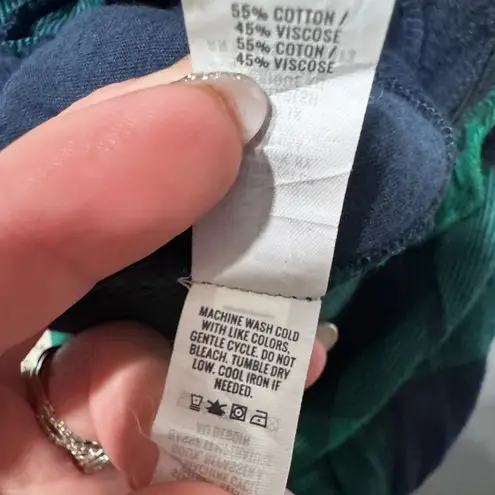 55% COTTON /
45% VISCOSE
55% COTON /
45% VISCOSE
MACHINE WASH COLD
WITH LIKE COLORS,
GENTLE CYCLE. DO NOT
BLEACH. TUMBLE DRY
LOW. COOL IRON IF
NEEDED.